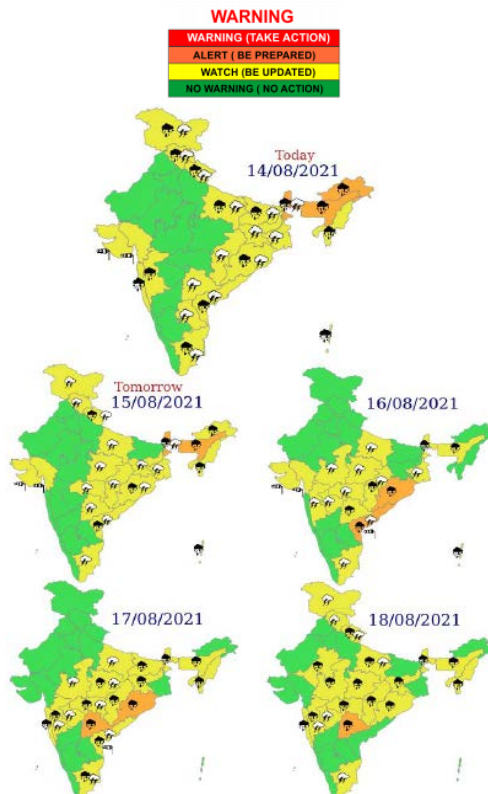 WARNING
WARNING (TAKE ACTION)
ALERT ( BE PREPARED)
WATCH (BE UPDATED)
NO WARNING ( NO ACTION)
Today
14/08/2021
Tomorrow
15/08/2021
16/08/2021
17/08/2021
18/08/2021